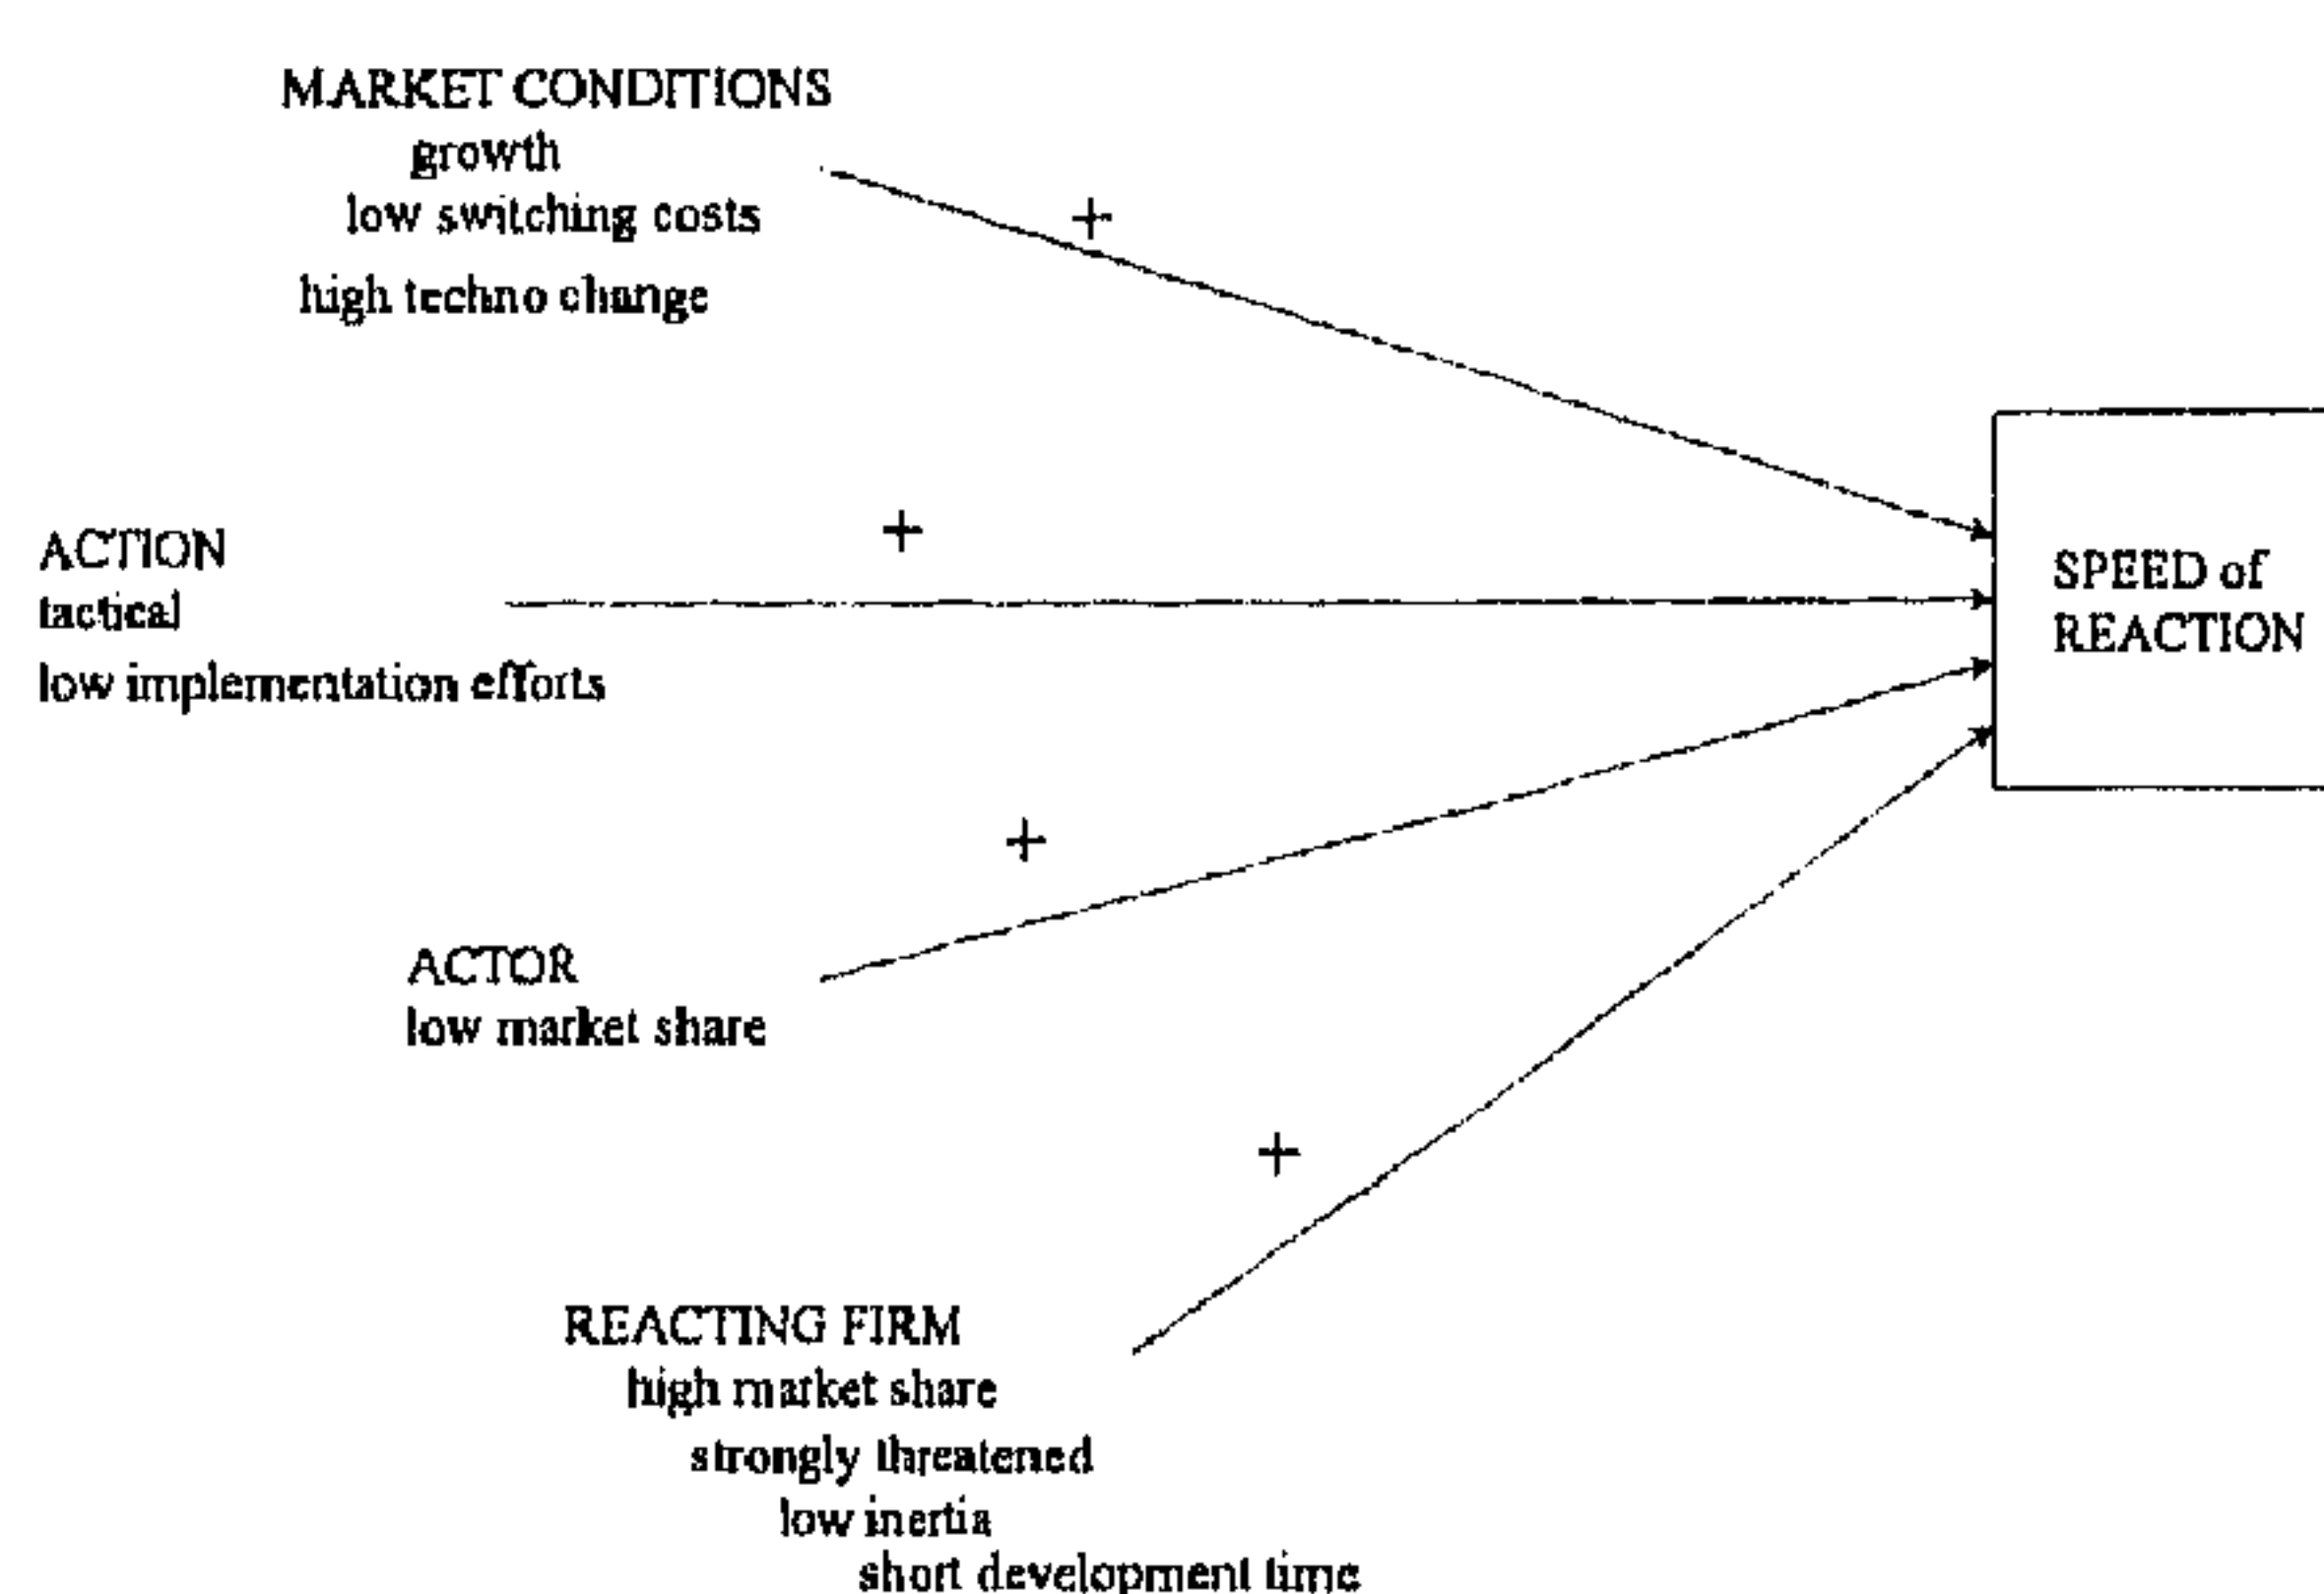 MARKET CONDITIONS
growth
low switching costs
high techno change
+
ACTION
tactical
low implementation efforts
+
SPEED of
REACTION
+
ACTOR
low market share
+
REACTING FIRM
high market share
strongly threatened
low inertia
short development time